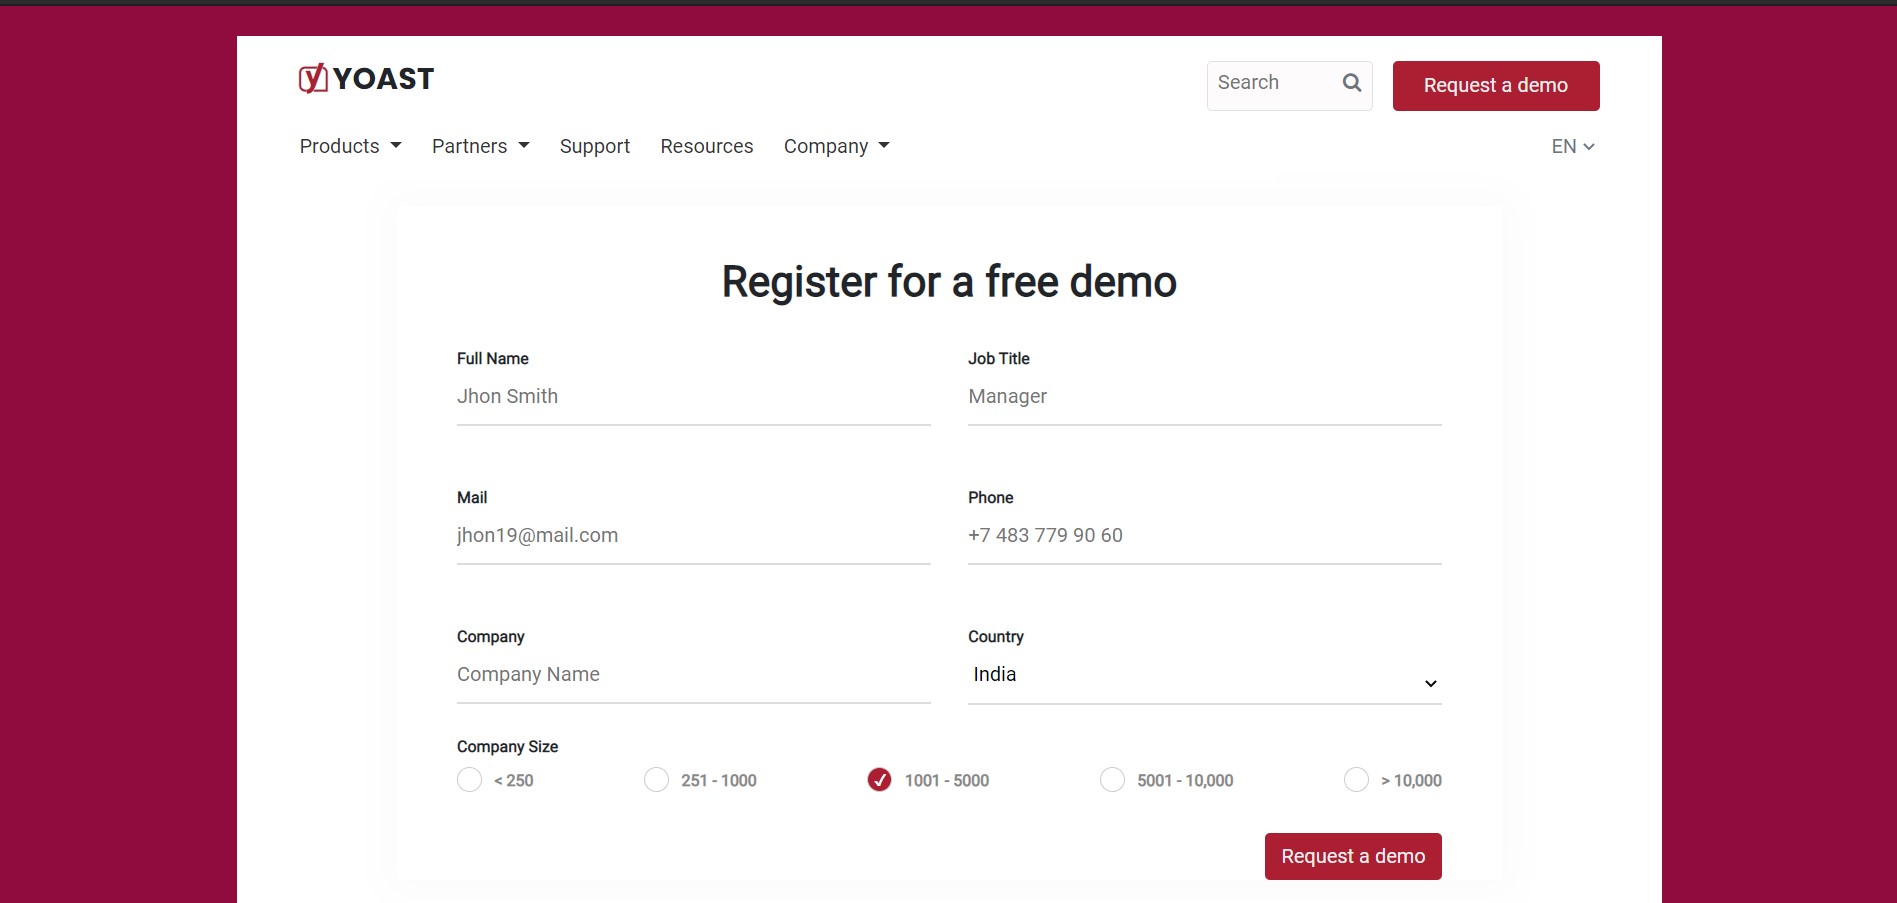 YOAST
Search
Request a demo
Products
Partners
Support
Resources
Company
EN
Register for a free demo
Full Name
Jhon Smith
Job Title
Manager
Mail
jhon19@mail.com
Phone
+7 483 779 90 60
Company
Company Name
Country
India
Company Size
< 250
251 - 1000
1001 - 5000
5001 - 10,000
> 10,000
Request a demo